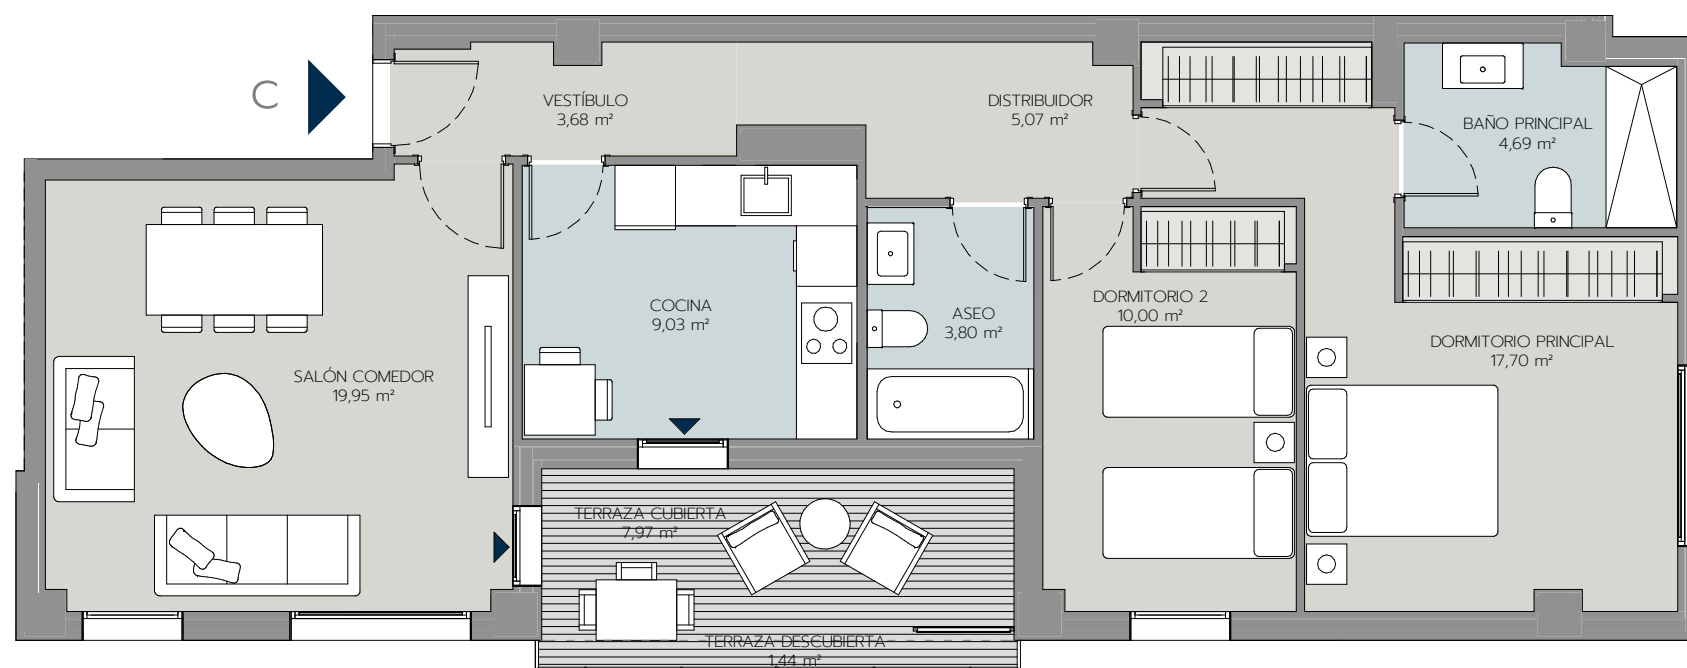 C
VESTÍBULO
3,68 m²
DISTRIBUIDOR
5,07 m²
BAÑO PRINCIPAL
4,69 m²
COCINA
9,03 m²
ASEO
3,80 m²
DORMITORIO 2
10,00 m²
DORMITORIO PRINCIPAL
17,70 m²
SALÓN COMEDOR
19,95 m²
TERRAZA CUBIERTA
7,97 m²
TERRAZA DESCUBIERTA
1,44 m²